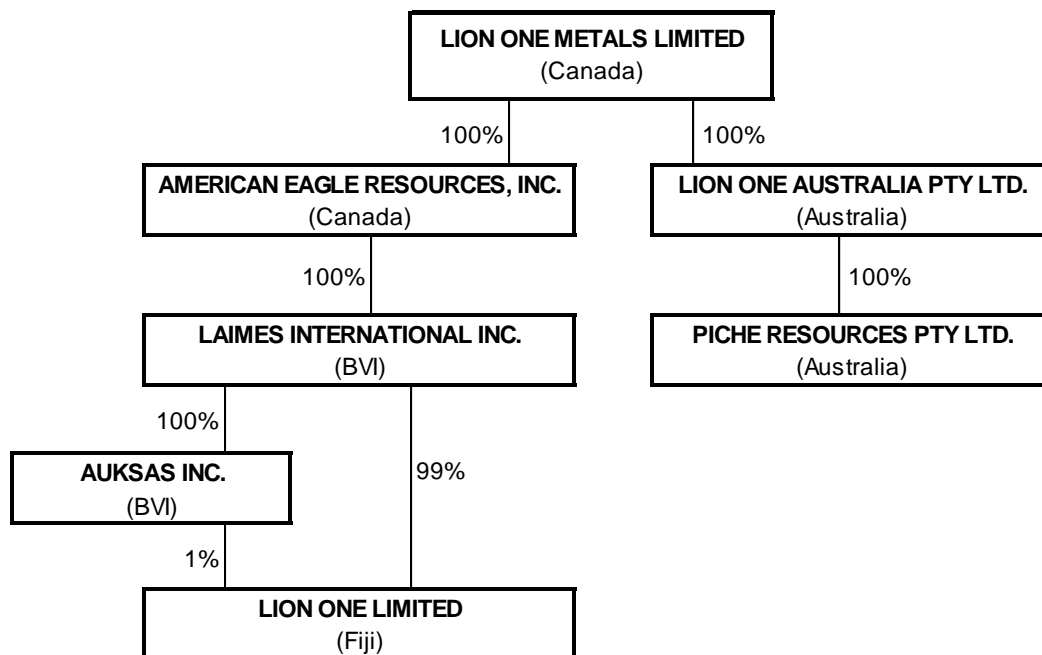 LION ONE METALS LIMITED
(Canada)
100%
100%
AMERICAN EAGLE RESOURCES, INC.
(Canada)
LION ONE AUSTRALIA PTY LTD.
(Australia)
100%
100%
LAIMES INTERNATIONAL INC.
(BVI)
PICHE RESOURCES PTY LTD.
(Australia)
100%
99%
AUKSAS INC.
(BVI)
1%
LION ONE LIMITED
(Fiji)